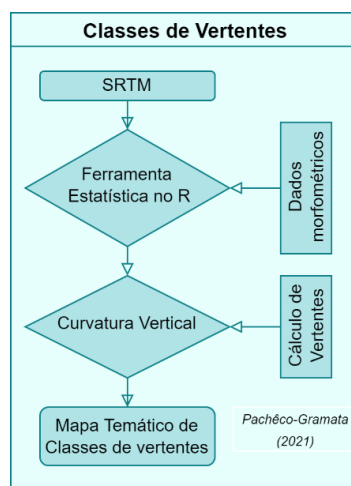 Classes de Vertentes
SRTM
Ferramenta
Estatística no R
Dados
morfométricos
Curvatura Vertical
Cálculo de
Vertentes
Mapa Temático de
Classes de vertentes
Pachêco-Gramata
(2021)